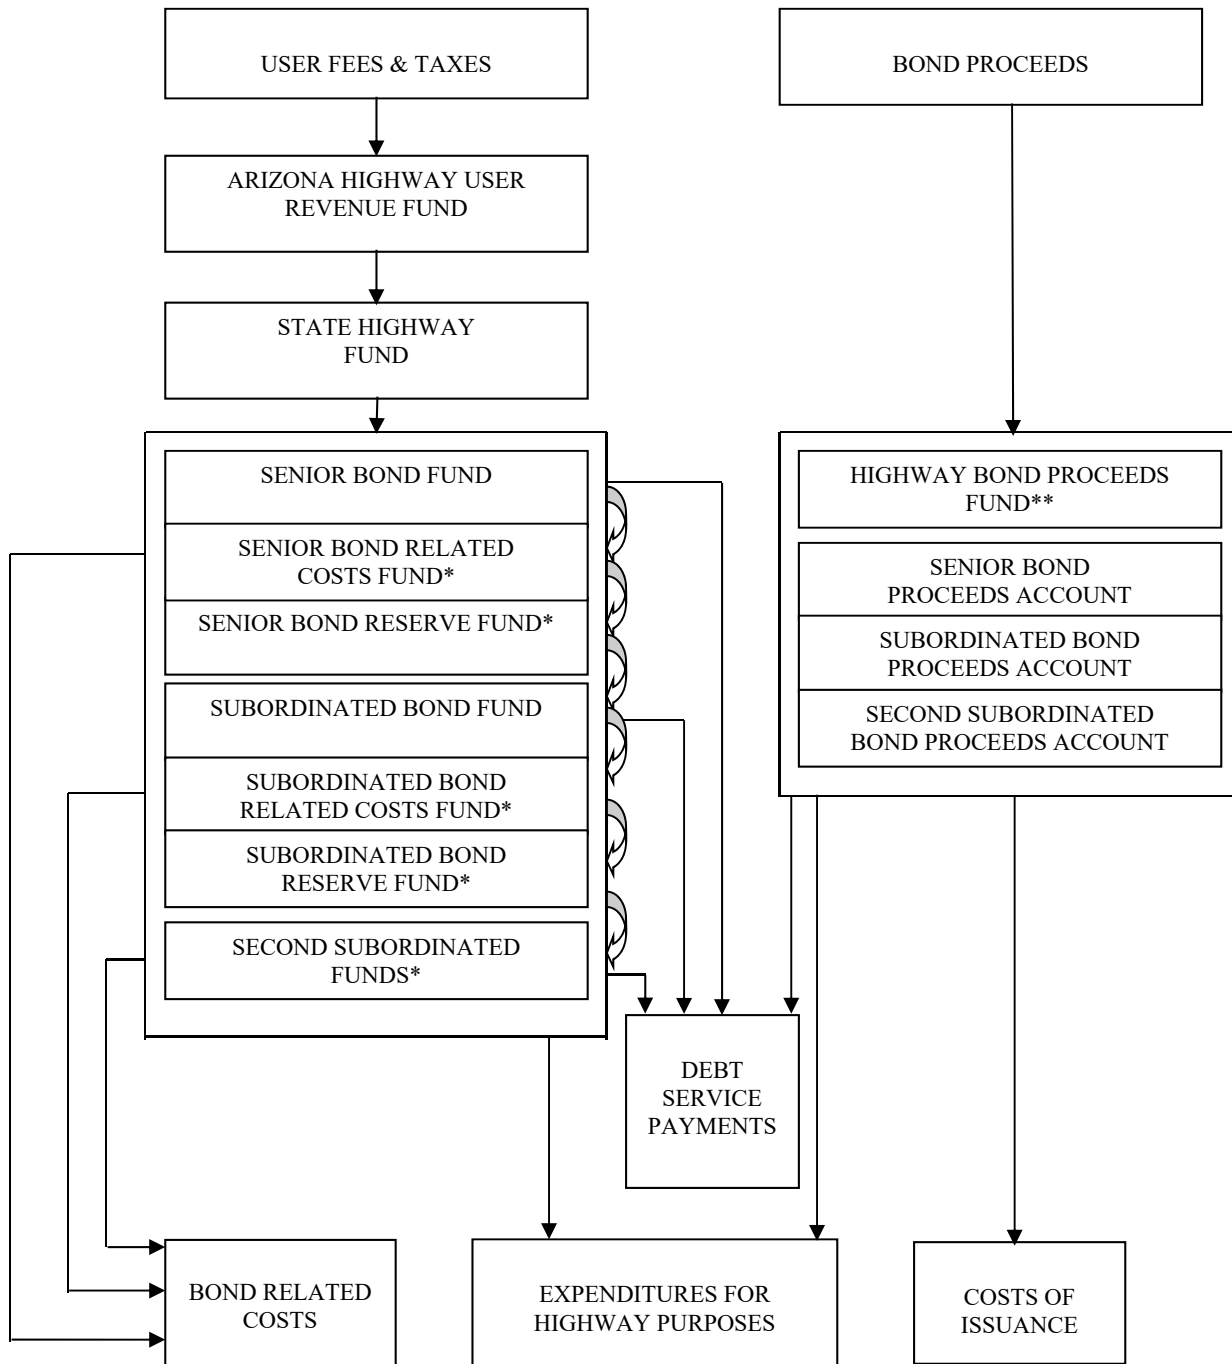 USER FEES & TAXES
BOND PROCEEDS
ARIZONA HIGHWAY USER
REVENUE FUND
STATE HIGHWAY
FUND
SENIOR BOND FUND
SENIOR BOND RELATED
COSTS FUND*
SENIOR BOND RESERVE FUND*
SUBORDINATED BOND FUND
SUBORDINATED BOND
RELATED COSTS FUND*
SUBORDINATED BOND
RESERVE FUND*
SECOND SUBORDINATED
FUNDS*
HIGHWAY BOND PROCEEDS
FUND**
SENIOR BOND
PROCEEDS ACCOUNT
SUBORDINATED BOND
PROCEEDS ACCOUNT
SECOND SUBORDINATED
BOND PROCEEDS ACCOUNT
DEBT
SERVICE
PAYMENTS
BOND RELATED
COSTS
EXPENDITURES FOR
HIGHWAY PURPOSES
COSTS OF
ISSUANCE